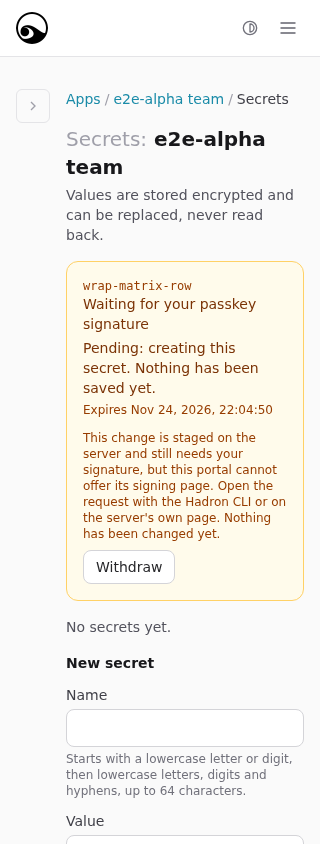 Apps / e2e-alpha team / Secrets
Secrets: e2e-alpha
team
Values are stored encrypted and
can be replaced, never read
back.
wrap-matrix-row
Waiting for your passkey
signature
Pending: creating this
secret. Nothing has been
saved yet.
Expires Nov 24, 2026, 22:04:50
This change is staged on the
server and still needs your
signature, but this portal cannot
offer its signing page. Open the
request with the Hadron CLI or on
the server's own page. Nothing
has been changed yet.
Withdraw
No secrets yet.
New secret
Name
Starts with a lowercase letter or digit,
then lowercase letters, digits and
hyphens, up to 64 characters.
Value